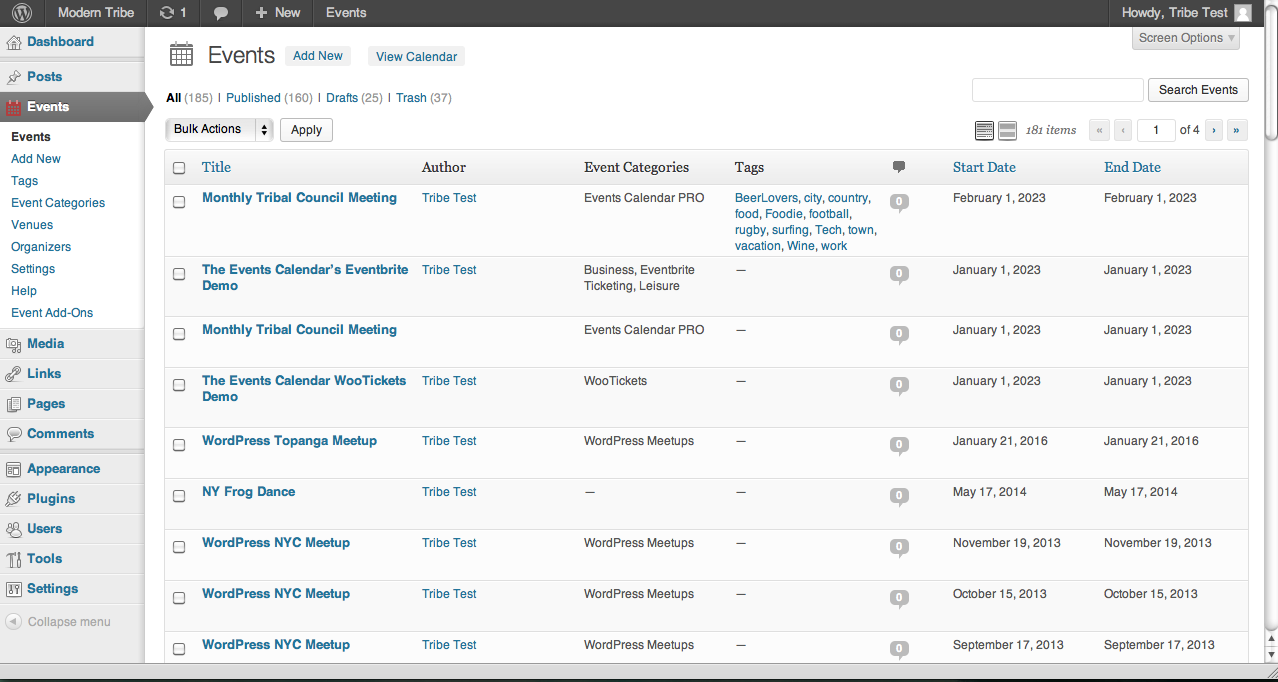 Modern Tribe 1 New Events Howdy, Tribe Test
Screen Options
Dashboard
Posts
Events
Events
Add New
Tags
Event Categories
Venues
Organizers
Settings
Help
Event Add-Ons
Media
Links
Pages
Comments
Appearance
Plugins
Users
Tools
Settings
Collapse menu
Events Add New View Calendar
All (185) | Published (160) | Drafts (25) | Trash (37)
Search Events
Bulk Actions Apply 181 items « ‹ 1 of 4 › »
Title Author Event Categories Tags Start Date End Date
Monthly Tribal Council Meeting Tribe Test Events Calendar PRO BeerLovers, city, country, 0 February 1, 2023 February 1, 2023
food, Foodie, football,
rugby, surfing, Tech, town,
vacation, Wine, work
The Events Calendar's Eventbrite Tribe Test Business, Eventbrite — 0 January 1, 2023 January 1, 2023
Demo Ticketing, Leisure
Monthly Tribal Council Meeting Events Calendar PRO — 0 January 1, 2023 January 1, 2023
The Events Calendar WooTickets Tribe Test WooTickets — 0 January 1, 2023 January 1, 2023
Demo
WordPress Topanga Meetup Tribe Test WordPress Meetups — 0 January 21, 2016 January 21, 2016
NY Frog Dance Tribe Test — — 0 May 17, 2014 May 17, 2014
WordPress NYC Meetup Tribe Test WordPress Meetups — 0 November 19, 2013 November 19, 2013
WordPress NYC Meetup Tribe Test WordPress Meetups — 0 October 15, 2013 October 15, 2013
WordPress NYC Meetup Tribe Test WordPress Meetups — 0 September 17, 2013 September 17, 2013